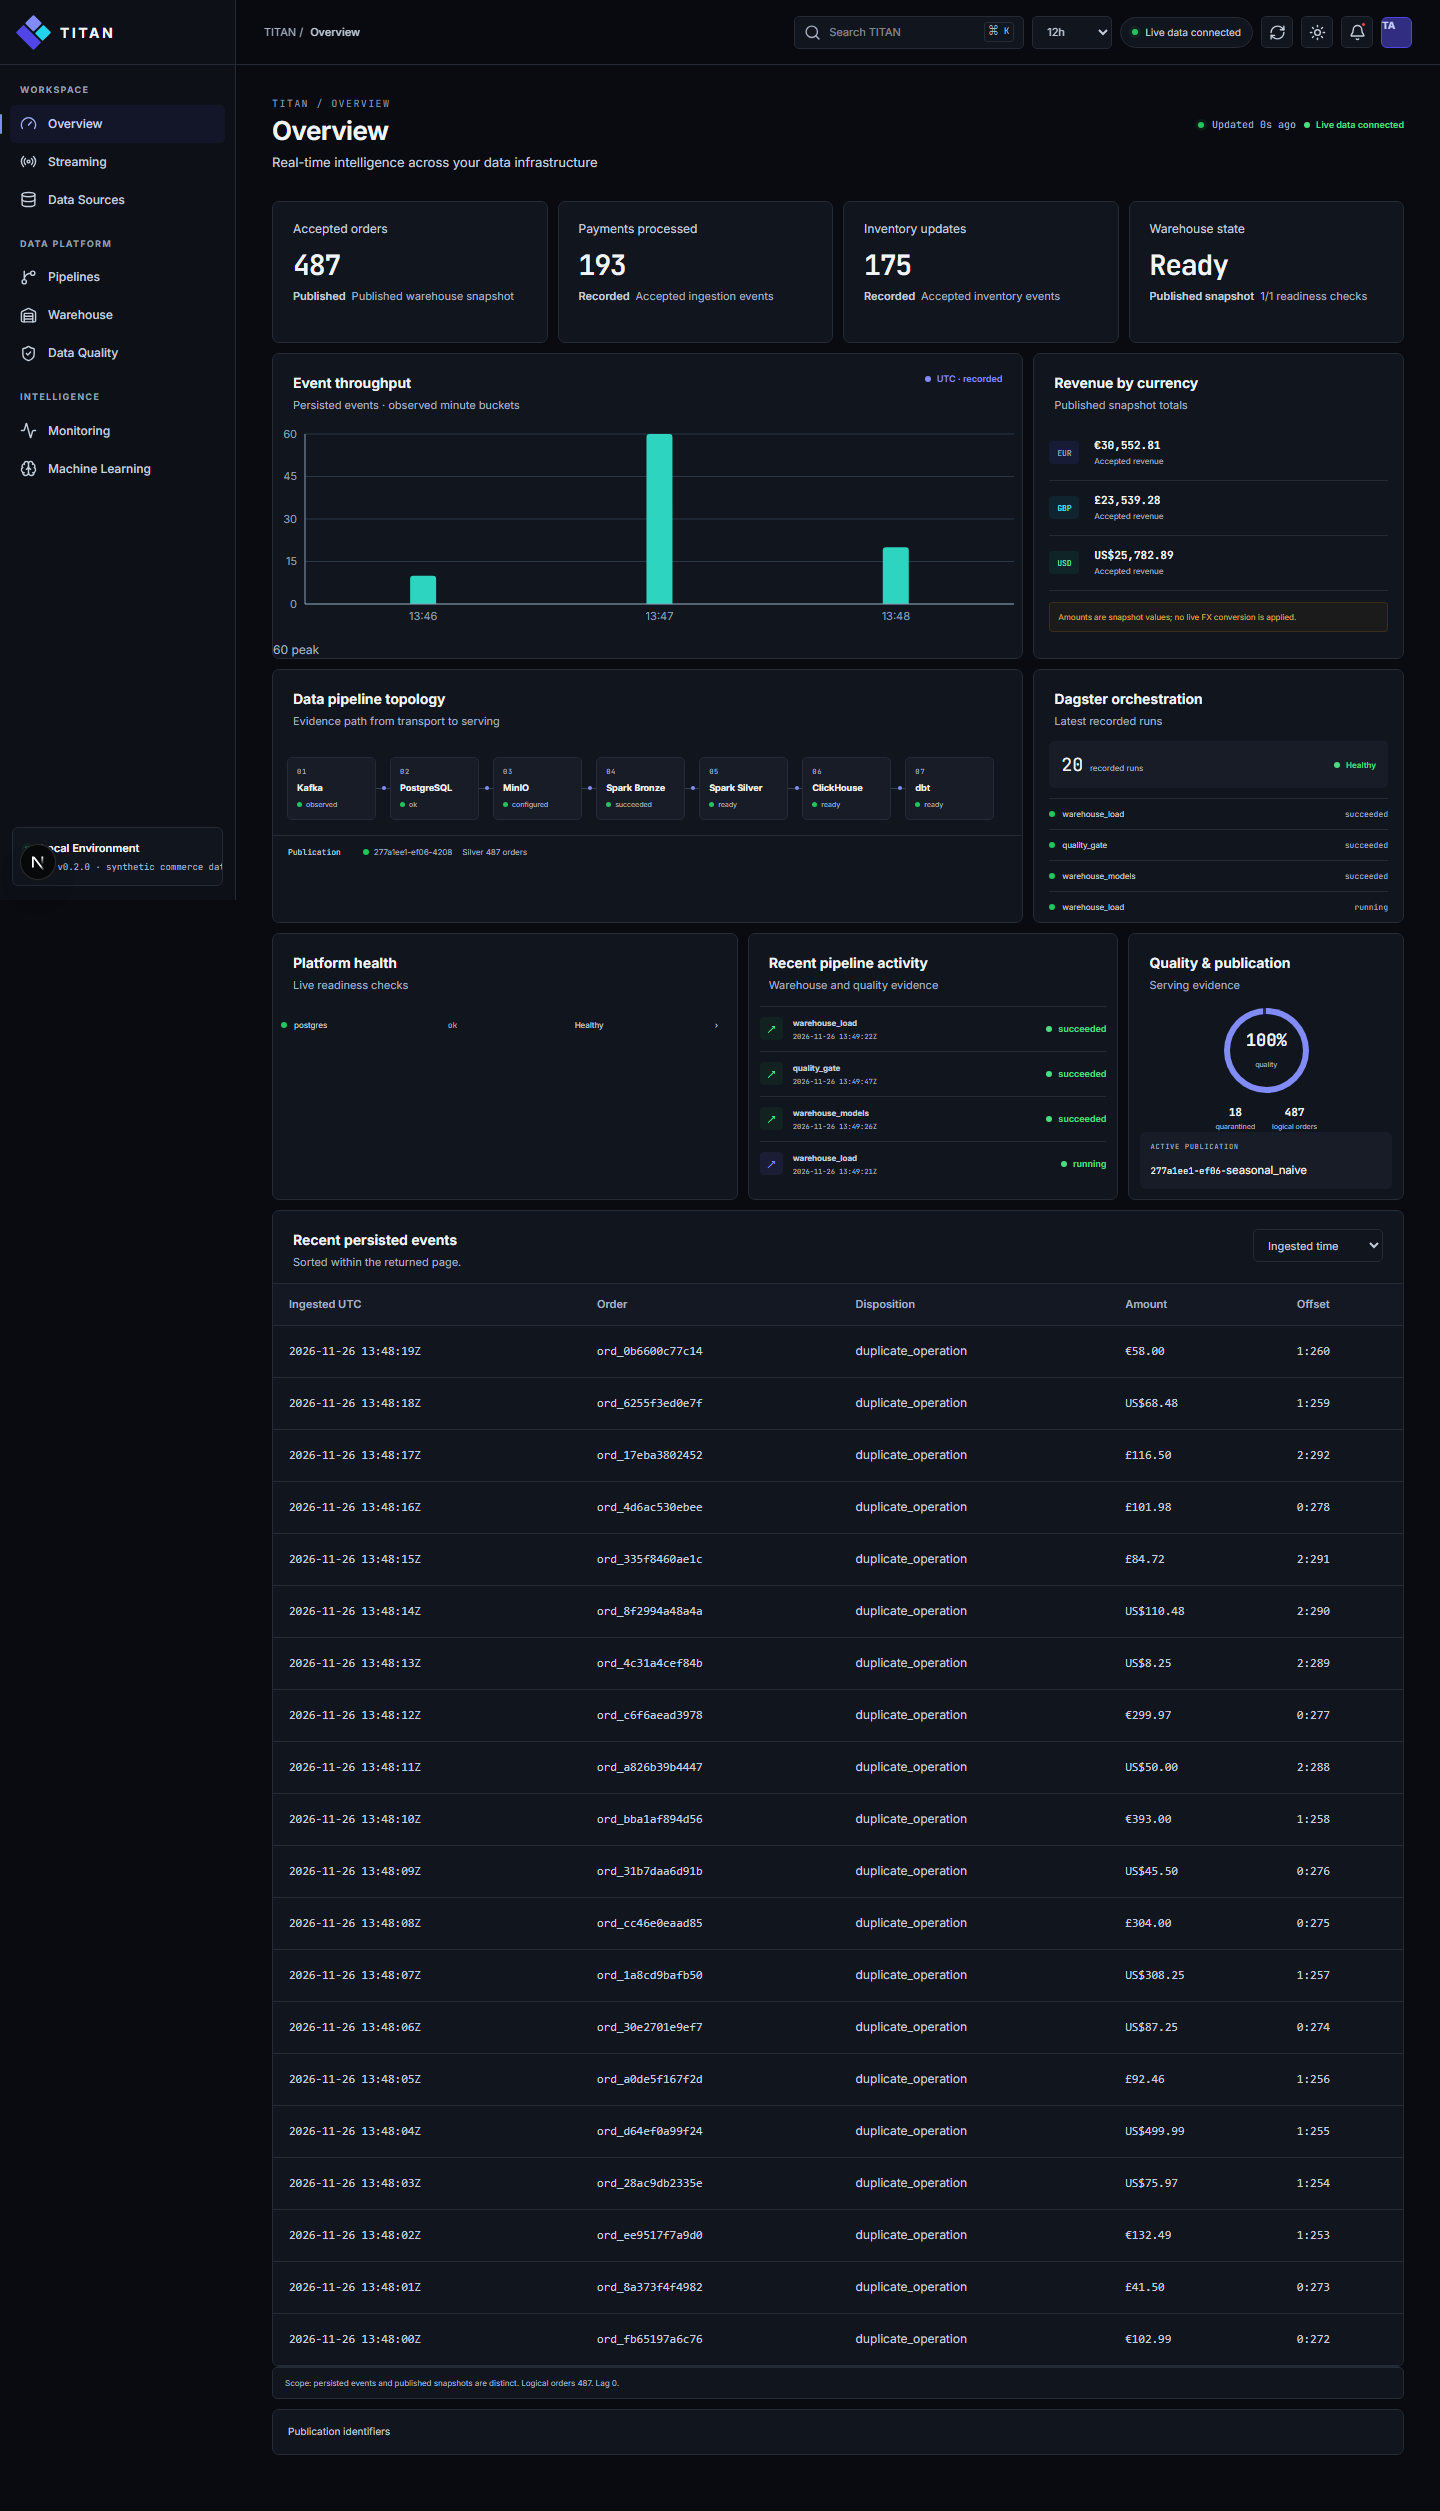 TITAN
TITAN / Overview
Search TITAN
⌘ K
12h
Live data connected
TA
WORKSPACE
Overview
Streaming
Data Sources
DATA PLATFORM
Pipelines
Warehouse
Data Quality
INTELLIGENCE
Monitoring
Machine Learning
cal Environment
N
v0.2.0 · synthetic commerce dat
TITAN / OVERVIEW
Overview
Real-time intelligence across your data infrastructure
Updated 0s ago
Live data connected
Accepted orders
487
Published Published warehouse snapshot
Payments processed
193
Recorded Accepted ingestion events
Inventory updates
175
Recorded Accepted inventory events
Warehouse state
Ready
Published snapshot 1/1 readiness checks
Event throughput
Persisted events · observed minute buckets
UTC · recorded
60
45
30
15
0
13:46
13:47
13:48
60 peak
Revenue by currency
Published snapshot totals
EUR
€30,552.81
Accepted revenue
GBP
£23,539.28
Accepted revenue
USD
US$25,782.89
Accepted revenue
Amounts are snapshot values; no live FX conversion is applied.
Data pipeline topology
Evidence path from transport to serving
01
Kafka
observed
02
PostgreSQL
ok
03
MinIO
configured
04
Spark Bronze
succeeded
05
Spark Silver
ready
06
ClickHouse
ready
07
dbt
ready
Publication 277a1ee1-ef06-4208 Silver 487 orders
Dagster orchestration
Latest recorded runs
20 recorded runs
Healthy
warehouse_load succeeded
quality_gate succeeded
warehouse_models succeeded
warehouse_load running
Platform health
Live readiness checks
postgres ok Healthy ›
Recent pipeline activity
Warehouse and quality evidence
warehouse_load
2026-11-26 13:49:22Z
succeeded
quality_gate
2026-11-26 13:49:47Z
succeeded
warehouse_models
2026-11-26 13:49:26Z
succeeded
warehouse_load
2026-11-26 13:49:21Z
running
Quality & publication
Serving evidence
100%
quality
18
quarantined
487
logical orders
ACTIVE PUBLICATION
277a1ee1-ef06-seasonal_naive
Recent persisted events
Sorted within the returned page.
Ingested time
Ingested UTC Order Disposition Amount Offset
2026-11-26 13:48:19Z ord_0b6600c77c14 duplicate_operation €58.00 1:260
2026-11-26 13:48:18Z ord_6255f3ed0e7f duplicate_operation US$68.48 1:259
2026-11-26 13:48:17Z ord_17eba3802452 duplicate_operation £116.50 2:292
2026-11-26 13:48:16Z ord_4d6ac530ebee duplicate_operation £101.98 0:278
2026-11-26 13:48:15Z ord_335f8460ae1c duplicate_operation £84.72 2:291
2026-11-26 13:48:14Z ord_8f2994a48a4a duplicate_operation US$110.48 2:290
2026-11-26 13:48:13Z ord_4c31a4cef84b duplicate_operation US$8.25 2:289
2026-11-26 13:48:12Z ord_c6f6aead3978 duplicate_operation €299.97 0:277
2026-11-26 13:48:11Z ord_a826b39b4447 duplicate_operation US$50.00 2:288
2026-11-26 13:48:10Z ord_bba1af894d56 duplicate_operation €393.00 1:258
2026-11-26 13:48:09Z ord_31b7daa6d91b duplicate_operation US$45.50 0:276
2026-11-26 13:48:08Z ord_cc46e0eaad85 duplicate_operation £304.00 0:275
2026-11-26 13:48:07Z ord_1a8cd9bafb50 duplicate_operation US$308.25 1:257
2026-11-26 13:48:06Z ord_30e2701e9ef7 duplicate_operation US$87.25 0:274
2026-11-26 13:48:05Z ord_a0de5f167f2d duplicate_operation £92.46 1:256
2026-11-26 13:48:04Z ord_d64ef0a99f24 duplicate_operation US$499.99 1:255
2026-11-26 13:48:03Z ord_28ac9db2335e duplicate_operation US$75.97 1:254
2026-11-26 13:48:02Z ord_ee9517f7a9d0 duplicate_operation €132.49 1:253
2026-11-26 13:48:01Z ord_8a373f4f4982 duplicate_operation £41.50 0:273
2026-11-26 13:48:00Z ord_fb65197a6c76 duplicate_operation €102.99 0:272
Scope: persisted events and published snapshots are distinct. Logical orders 487. Lag 0.
Publication identifiers